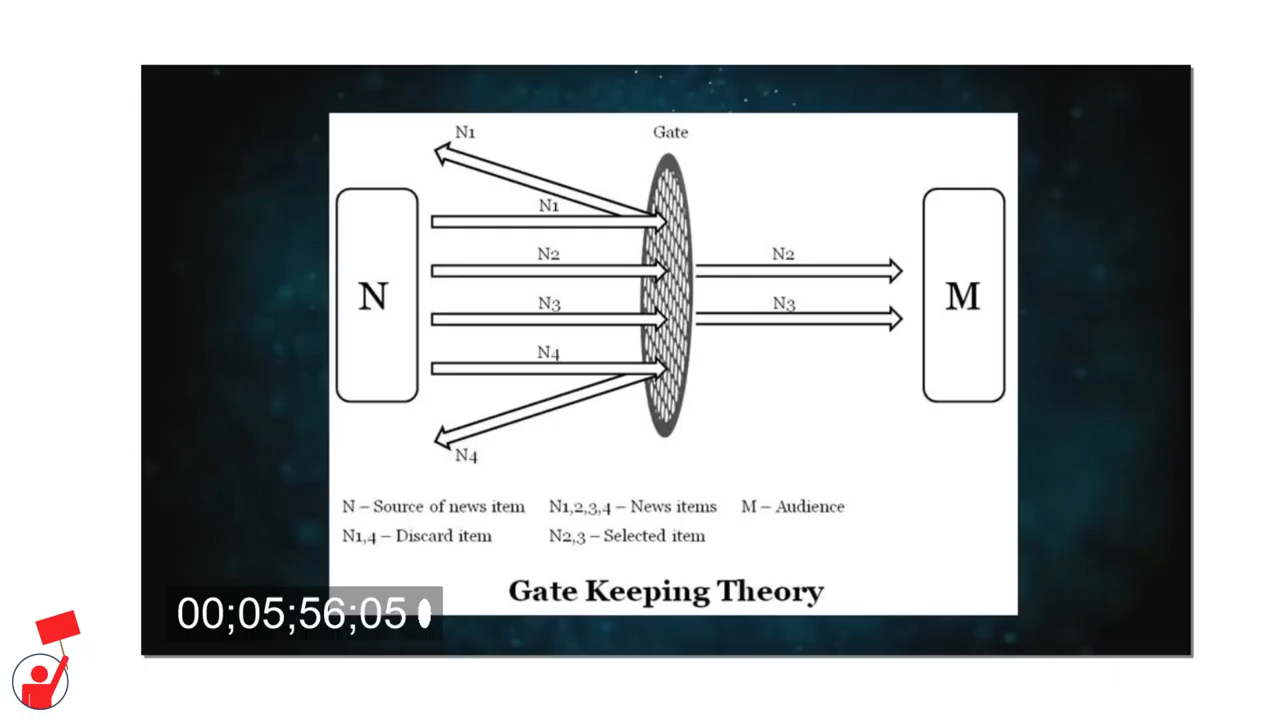 N1
Gate
N1
N2
N2
N3
N3
N4
N
M
N4
N – Source of news item
N1,2,3,4 – News items
M – Audience
N1,4 – Discard item
N2,3 – Selected item
Gate Keeping Theory
00;05;56;05